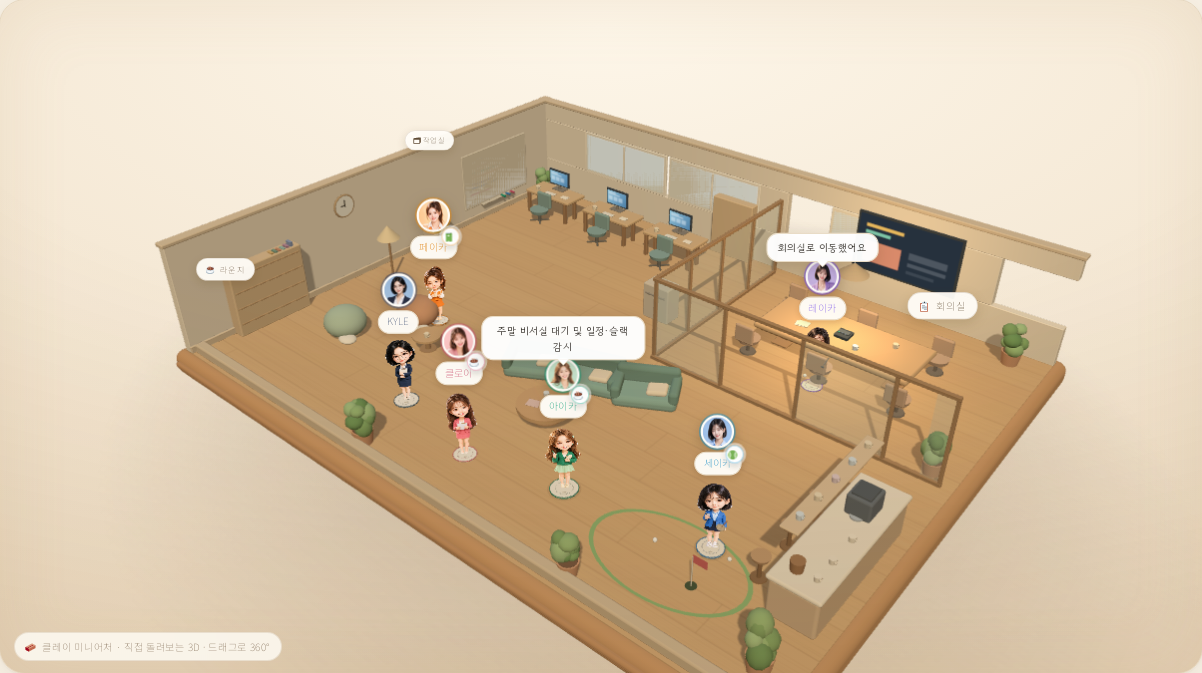 작업실
페이카
라운지
회의실로 이동했어요
레이카
회의실
KYLE
클로이
주말 비서실 대기 및 일정·슬랙
감시
아이카
세이카
클레이 미니어처 · 직접 돌려보는 3D · 드래그로 360°